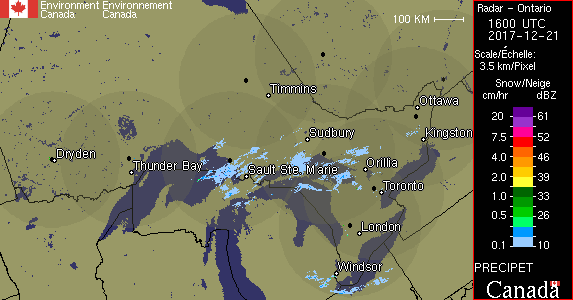 Environment Environnement
Canada Canada
100 KM
Timmins
Ottawa
Sudbury
Kingston
Dryden
Thunder Bay
Sault Ste. Marie
Orillia
Toronto
London
Windsor
Radar - Ontario
1600 UTC
2017-12-21
Scale/Échelle:
3.5 km/Pixel
Snow/Neige
cm/hr dBZ
20 61
9.2 57
7.5 52
4.0 46
2.0 39
1.0 33
0.5 26
0.1 10
PRECIPET
Canada